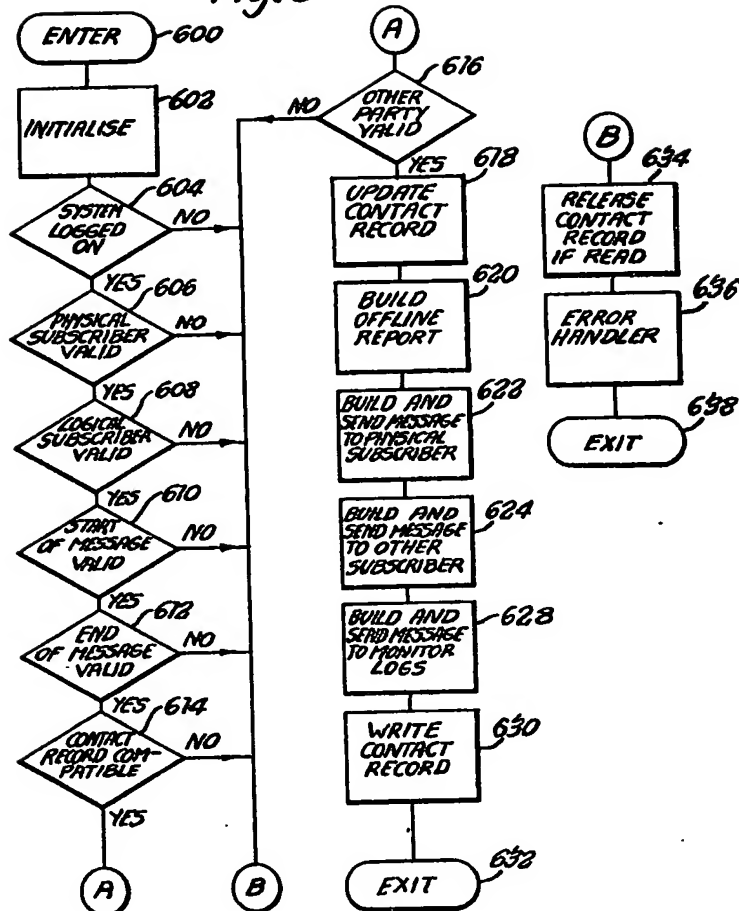 ENTER
600
INITIALISE
602
SYSTEM
LOGGED
ON
604
NO
YES
PHYSICAL
SUBSCRIBER
VALID
606
NO
YES
LOGICAL
SUBSCRIBER
VALID
608
NO
YES
START
OF MESSAGE
VALID
610
NO
YES
END
OF MESSAGE
VALID
612
NO
YES
CONTACT
RECORD COM-
PATIBLE
614
NO
YES
A
B
A
OTHER
PARTY
VALID
616
NO
YES
UPDATE
CONTACT
RECORD
618
BUILD
OFFLINE
REPORT
620
BUILD AND
SEND MESSAGE
TO PHYSICAL
SUBSCRIBER
622
BUILD AND
SEND MESSAGE
TO OTHER
SUBSCRIBER
624
BUILD AND
SEND MESSAGE
TO MONITOR
LOGS
628
WRITE
CONTACT
RECORD
630
EXIT
632
B
RELEASE
CONTACT
RECORD
IF READ
634
ERROR
HANDLER
636
EXIT
638